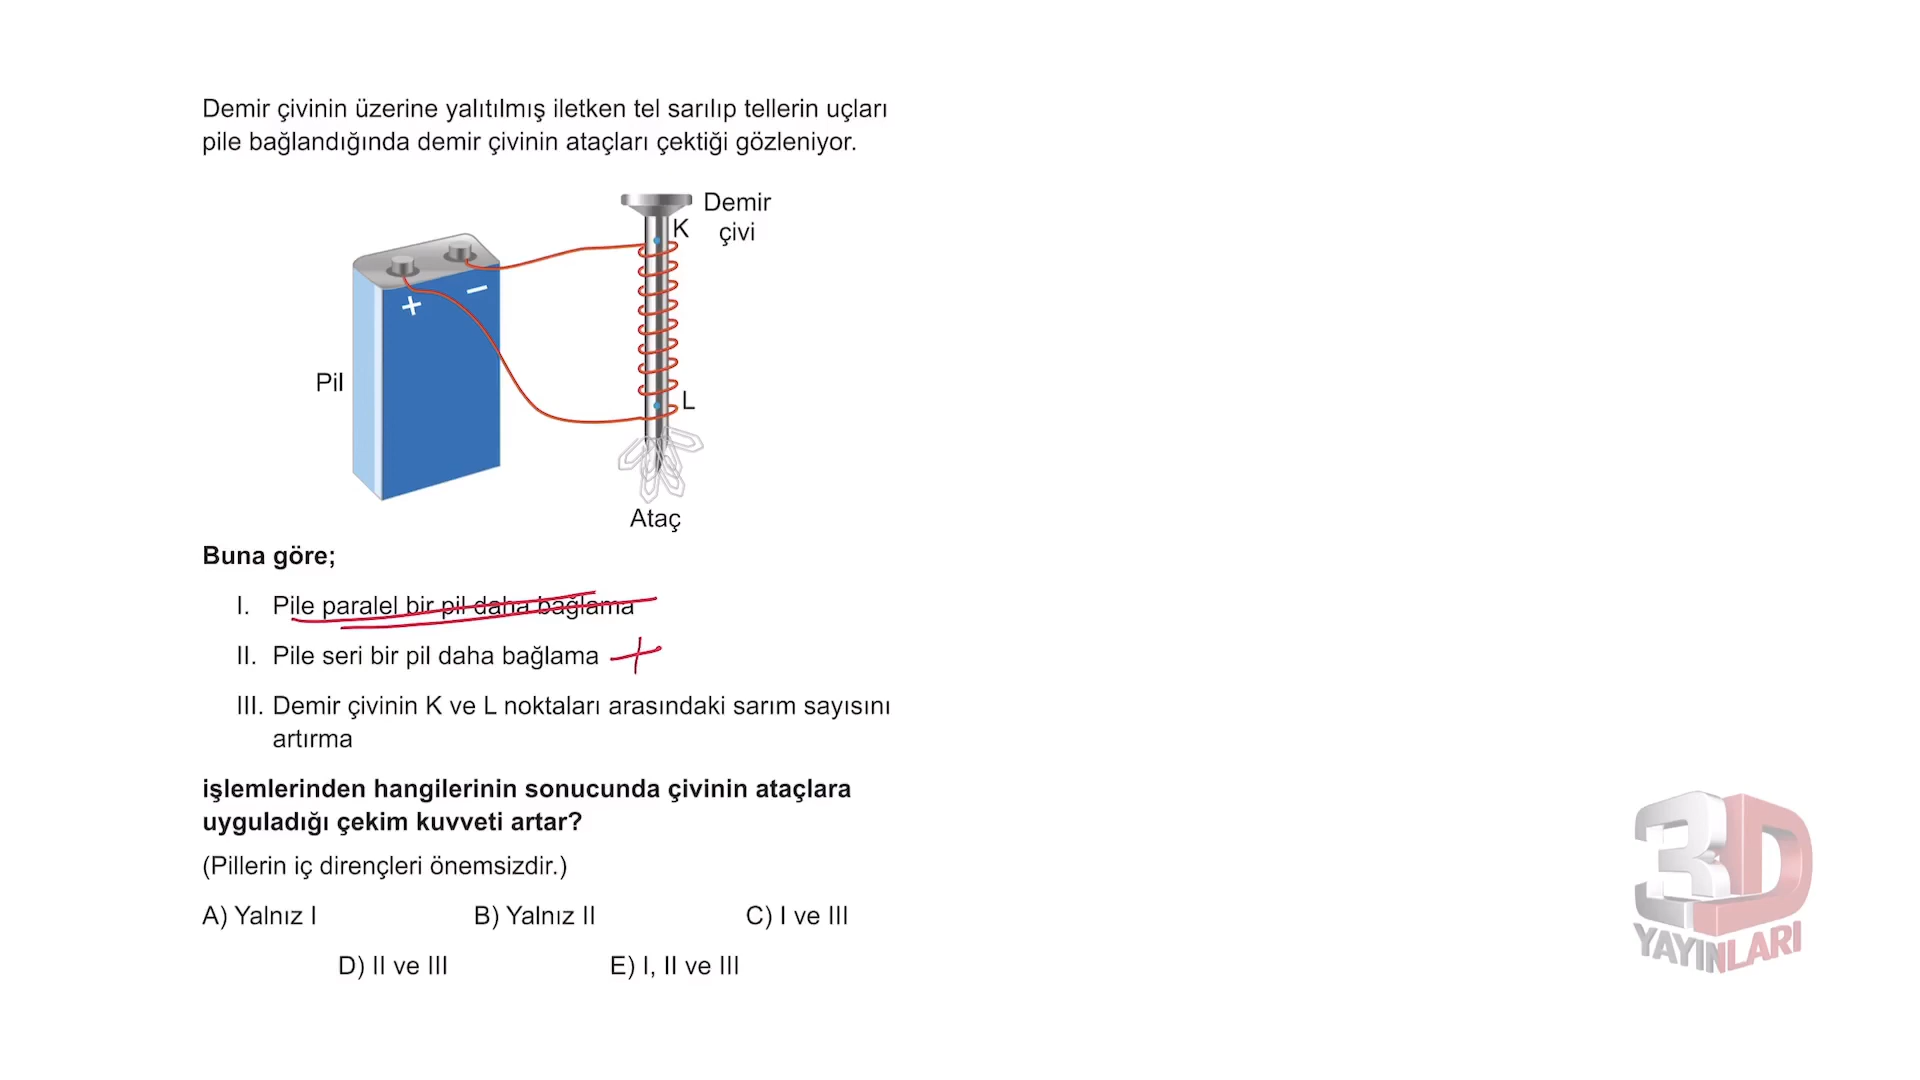 Demir çivinin üzerine yalıtılmış iletken tel sarılıp tellerin uçları
pile bağlandığında demir çivinin ataçları çektiği gözleniyor.
Demir
çivi
K
+
−
Pil
L
Ataç
Buna göre;
I. Pile paralel bir pil daha bağlama
II. Pile seri bir pil daha bağlama +
III. Demir çivinin K ve L noktaları arasındaki sarım sayısını
artırma
işlemlerinden hangilerinin sonucunda çivinin ataçlara
uyguladığı çekim kuvveti artar?
(Pillerin iç dirençleri önemsizdir.)
A) Yalnız I B) Yalnız II C) I ve III
D) II ve III E) I, II ve III
3D
YAYINLARI